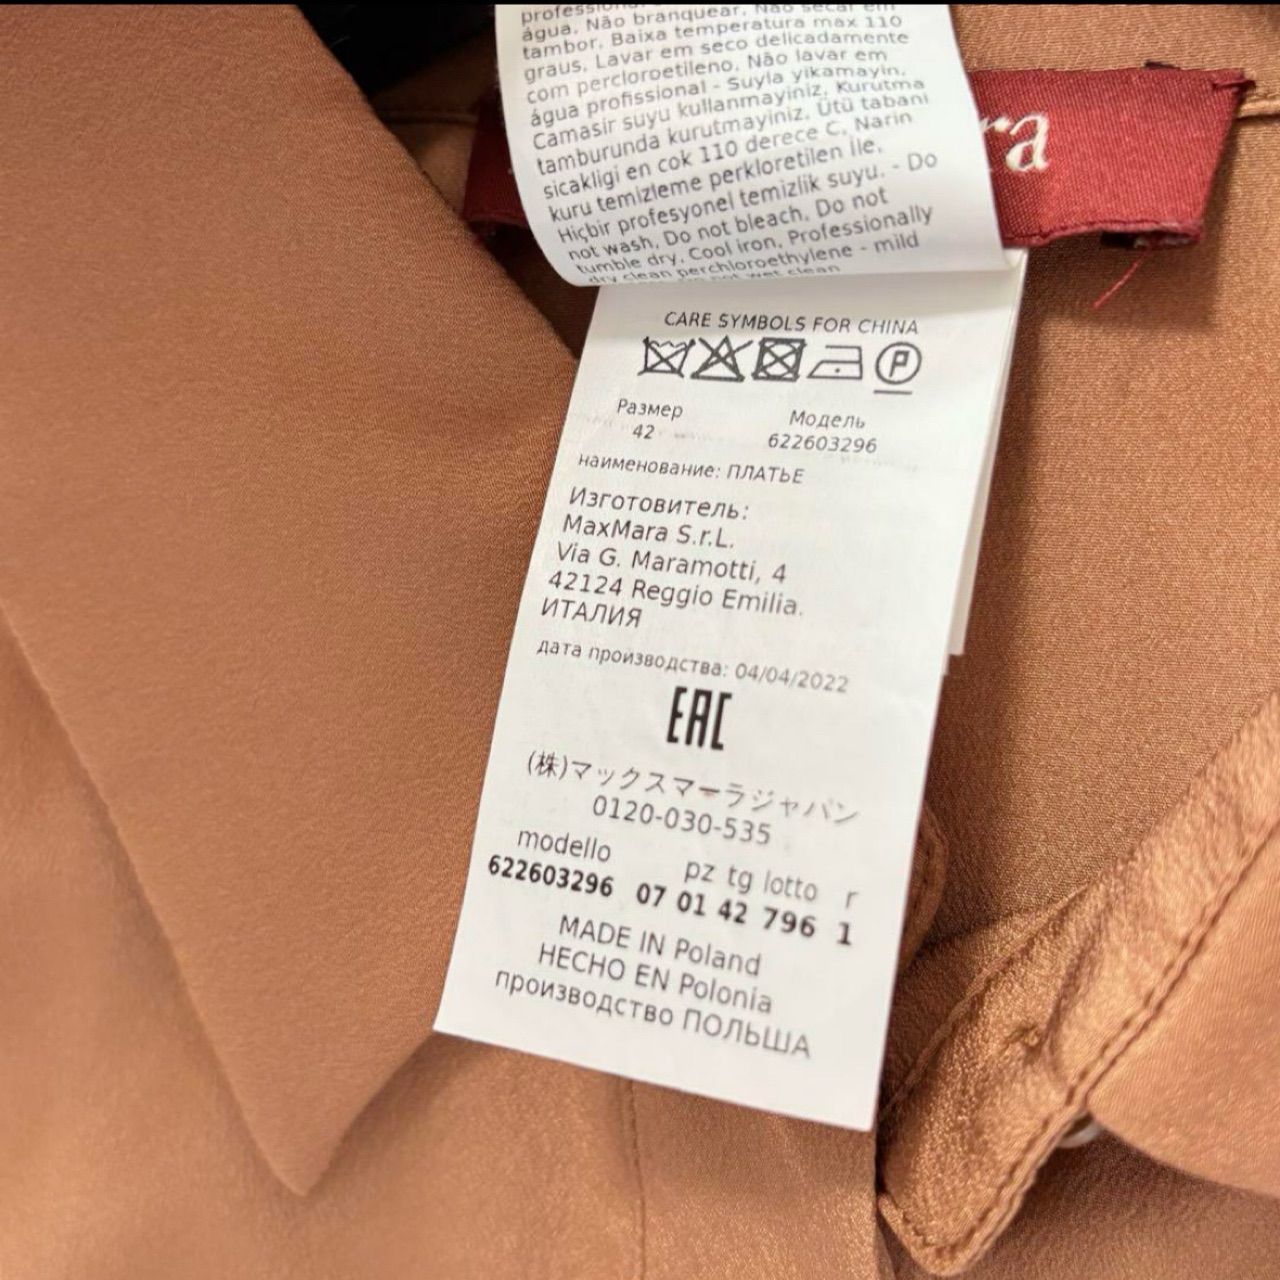 água. Não branquear. Não secar em
tambor. Baixa temperatura max 110
graus. Lavar em seco delicadamente
com percloroetileno. Não lavar em
água profissional - Suyla yikamayin.
Camasir suyu kullanmayiniz. Kurutma
tamburunda kurutmayiniz. Ütü tabani
sicakligi en cok 110 derece C. Narin
kuru temizleme perkloretilen ile.
Hiçbir profesyonel temizlik suyu. - Do
not wash. Do not bleach. Do not
tumble dry. Cool iron. Professionally
dry clean perchloroethylene - mild
ra
CARE SYMBOLS FOR CHINA
P
Размер Модель
42 622603296
наименование: ПЛАТЬЕ
Изготовитель:
MaxMara S.r.L.
Via G. Maramotti, 4
42124 Reggio Emilia.
ИТАЛИЯ
дата производства: 04/04/2022
EAC
(株)マックスマーラジャパン
0120-030-535
modello pz tg lotto r
622603296 07 01 42 796 1
MADE IN Poland
HECHO EN Polonia
производство ПОЛЬША